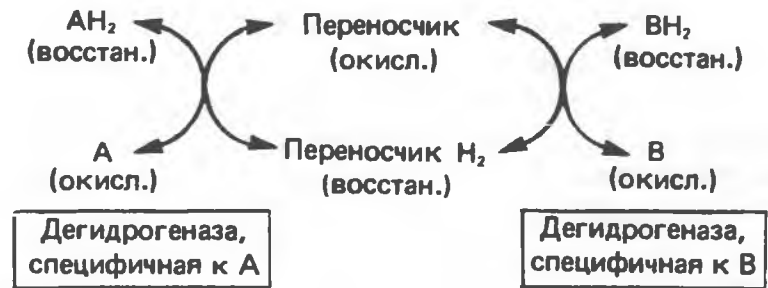 AH₂
(восстан.)
Переносчик
(окисл.)
BH₂
(восстан.)
A
(окисл.)
Переносчик H₂
(восстан.)
B
(окисл.)
Дегидрогеназа,
специфичная к A
Дегидрогеназа,
специфичная к B